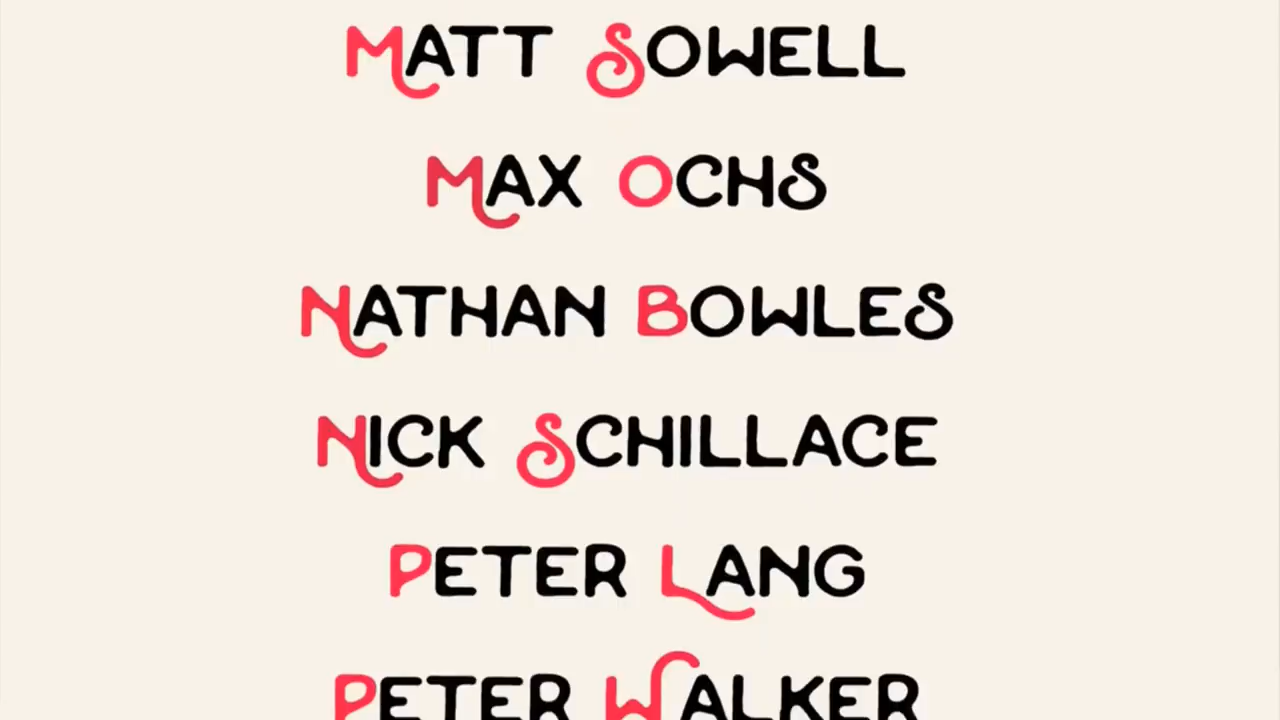 MATT SOWELL
MAX OCHS
NATHAN BOWLES
NICK SCHILLACE
PETER LANG
PETER WALKER